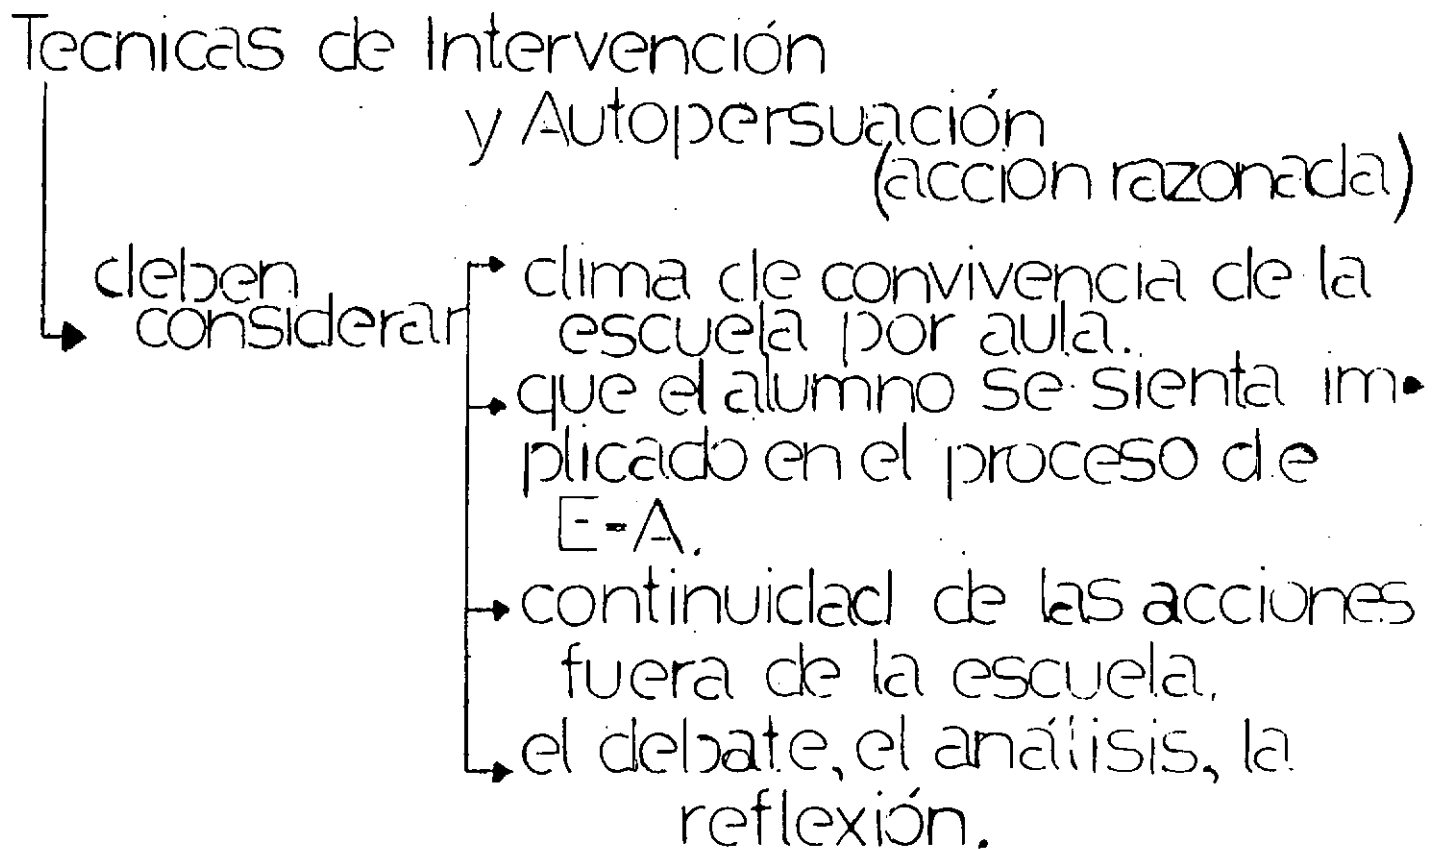 Tecnicas de Intervención
y Autopersuación
(acción razonada)
deben
considerar
clima de convivencia de la
escuela por aula.
que el alumno se sienta im-
plicado en el proceso de
E-A.
continuidad de las acciones
fuera de la escuela.
el debate, el análisis, la
reflexión.